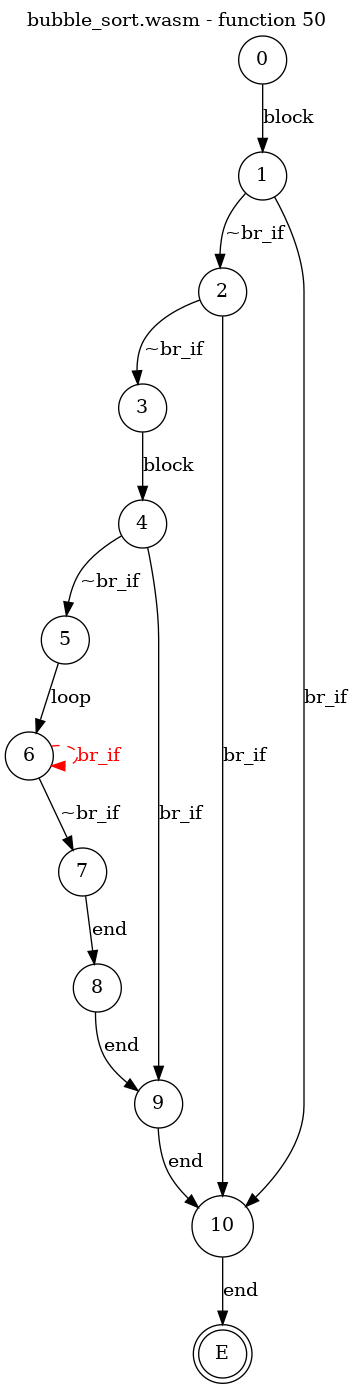 bubble_sort.wasm - function 50
0
block
1
~br_if
2
~br_if
3
block
4
~br_if
5
loop
br_if
6
br_if
br_if
br_if
~br_if
br_if
7
end
8
end
9
end
10
end
E